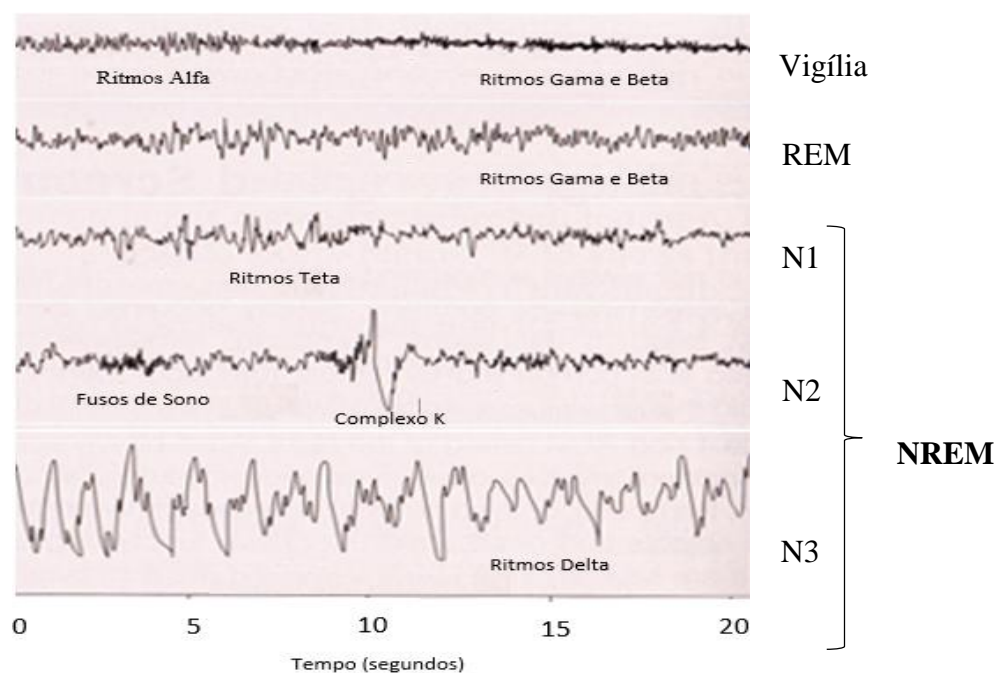 Vigília
Ritmos Alfa
Ritmos Gama e Beta
REM
Ritmos Gama e Beta
N1
Ritmos Teta
N2
Fusos de Sono
Complexo K
NREM
N3
Ritmos Delta
0 5 10 15 20
Tempo (segundos)